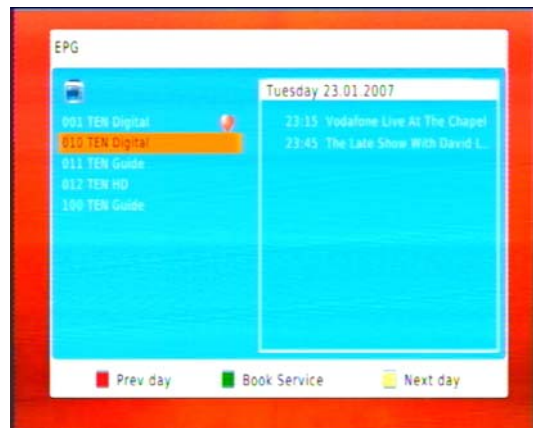 EPG
Tuesday 23.01.2007
001 TEN Digital
010 TEN Digital
011 TEN Guide
012 TEN HD
100 TEN Guide
23:15 Vodafone Live At The Chapel
23:45 The Late Show With David L...
Prev day
Book Service
Next day